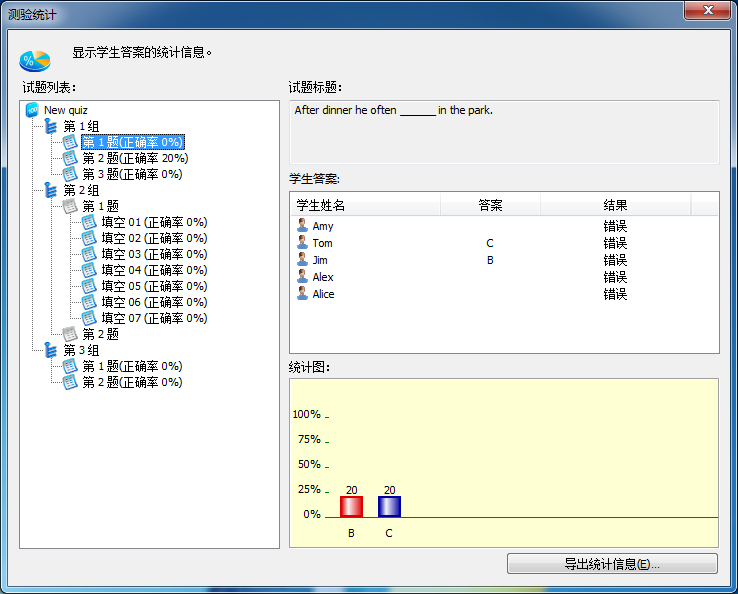 测验统计
显示学生答案的统计信息。
试题列表:
New quiz
第 1 组
第 1 题(正确率 0%)
第 2 题(正确率 20%)
第 3 题(正确率 0%)
第 2 组
第 1 题
填空 01 (正确率 0%)
填空 02 (正确率 0%)
填空 03 (正确率 0%)
填空 04 (正确率 0%)
填空 05 (正确率 0%)
填空 06 (正确率 0%)
填空 07 (正确率 0%)
第 2 题
第 3 组
第 1 题(正确率 0%)
第 2 题(正确率 0%)
试题标题:
After dinner he often ______ in the park.
学生答案:
学生姓名 答案 结果
Amy 错误
Tom C 错误
Jim B 错误
Alex 错误
Alice 错误
统计图:
100%
75%
50%
25%
0%
20 20
B C
导出统计信息(E)...